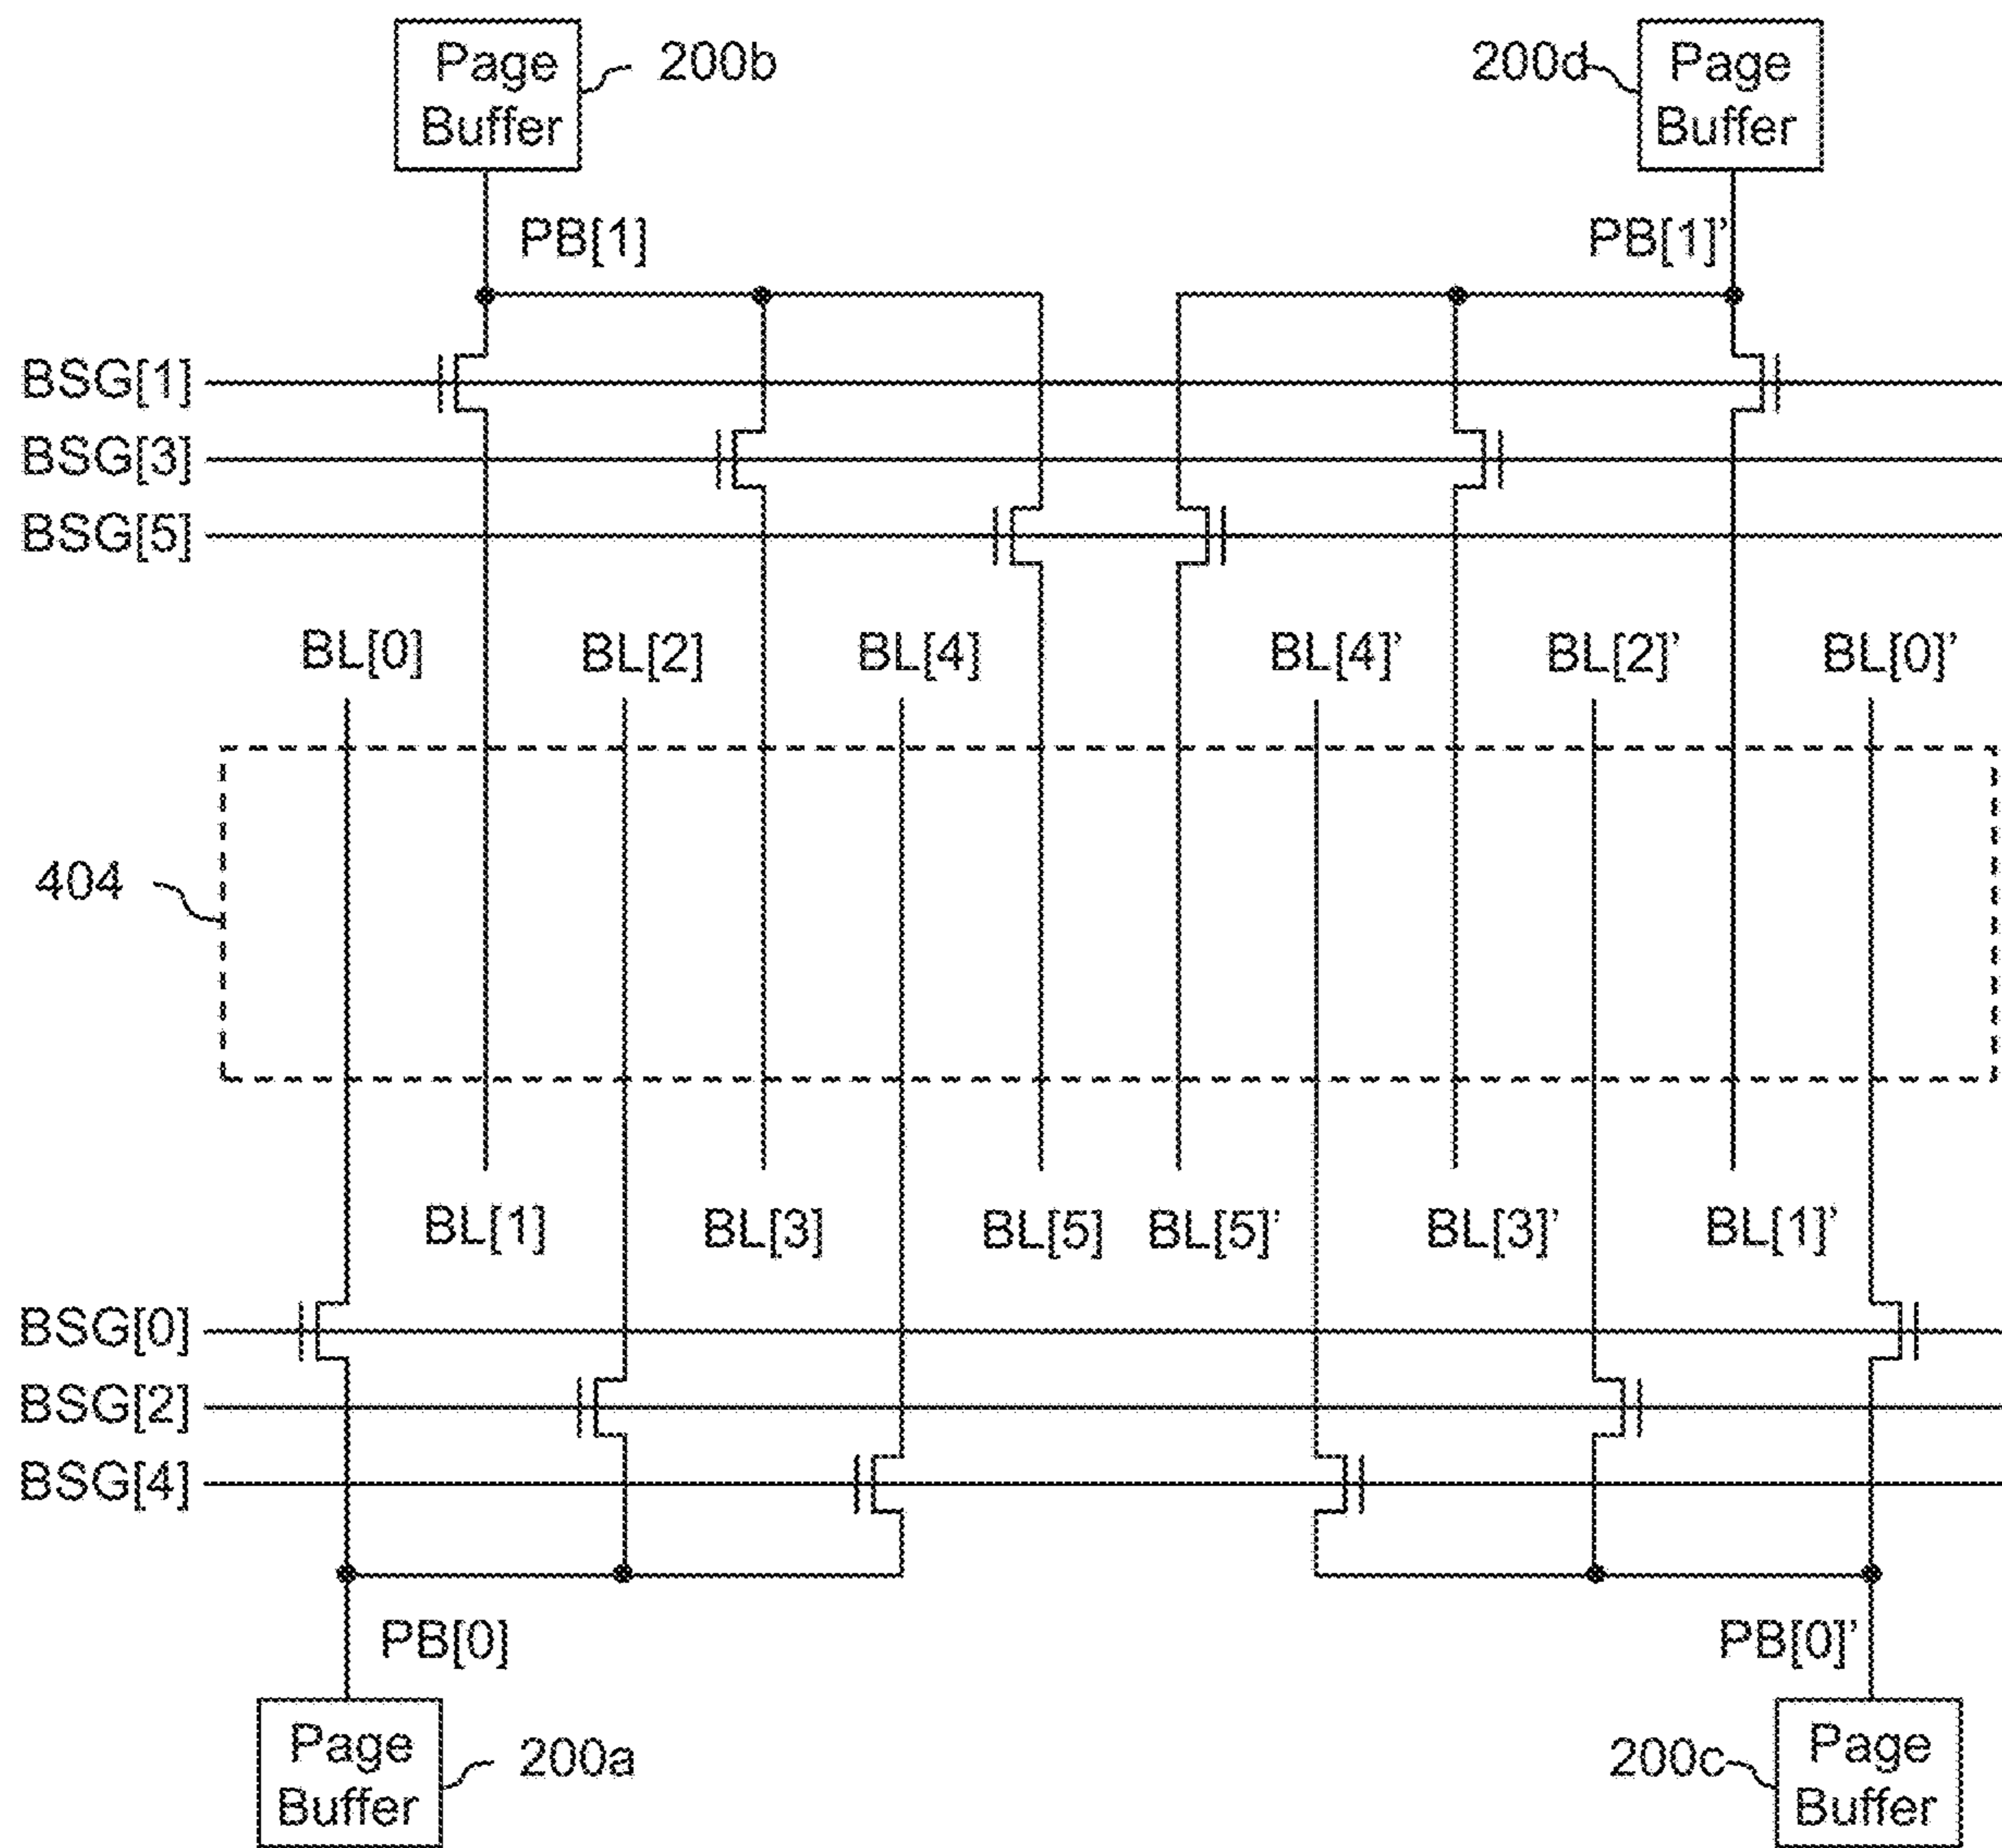 Page Buffer
200b
200d
Page Buffer
PB[1]
PB[1]’
BSG[1]
BSG[3]
BSG[5]
BL[0]
BL[2]
BL[4]
BL[4]’
BL[2]’
BL[0]’
404
BL[1]
BL[3]
BL[5]
BL[5]’
BL[3]’
BL[1]’
BSG[0]
BSG[2]
BSG[4]
PB[0]
PB[0]’
Page Buffer
200a
200c
Page Buffer